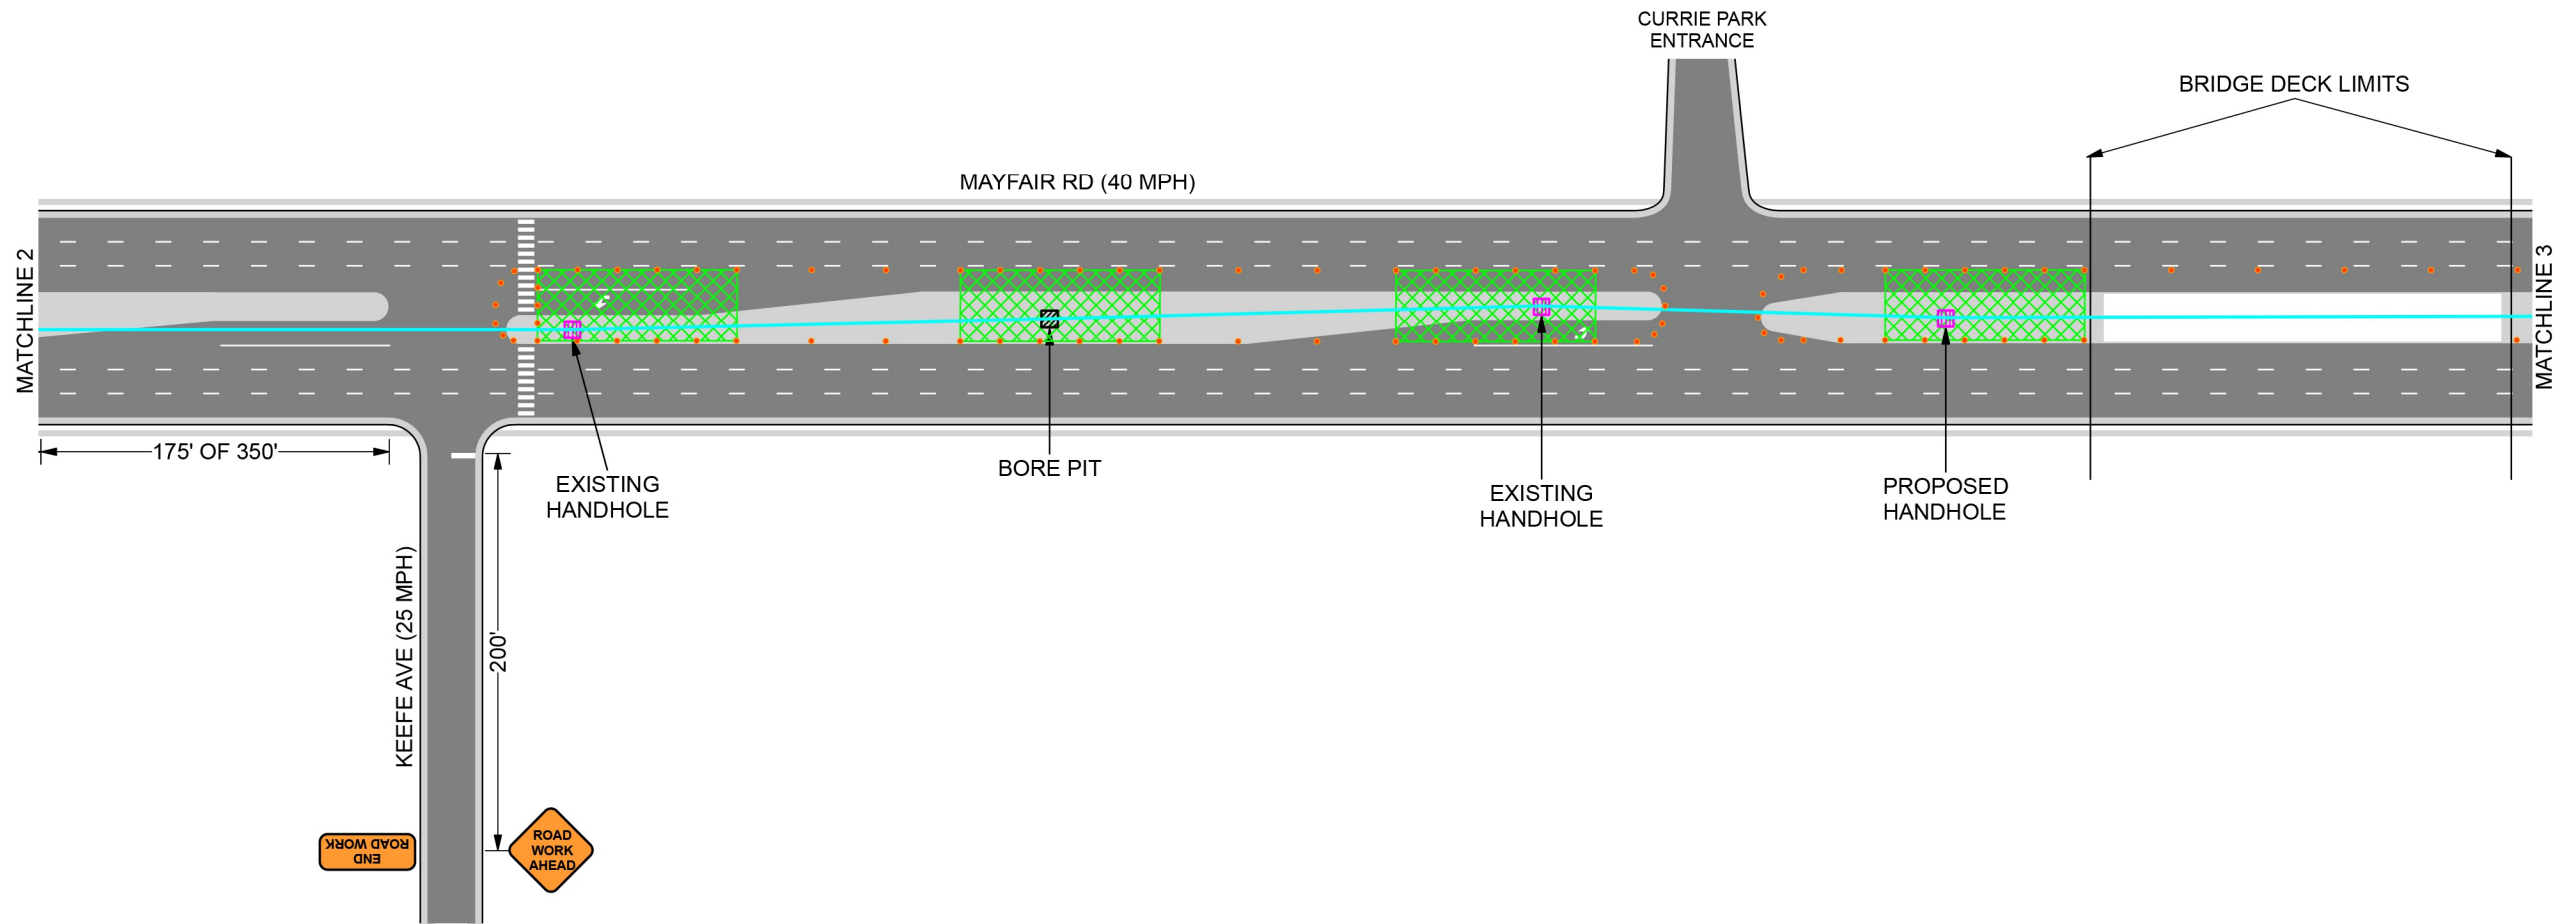 CURRIE PARK
ENTRANCE
BRIDGE DECK LIMITS
MAYFAIR RD (40 MPH)
MATCHLINE 2
MATCHLINE 3
175' OF 350'
BORE PIT
EXISTING
HANDHOLE
EXISTING
HANDHOLE
PROPOSED
HANDHOLE
KEEFE AVE (25 MPH)
200'
END
ROAD WORK
ROAD
WORK
AHEAD